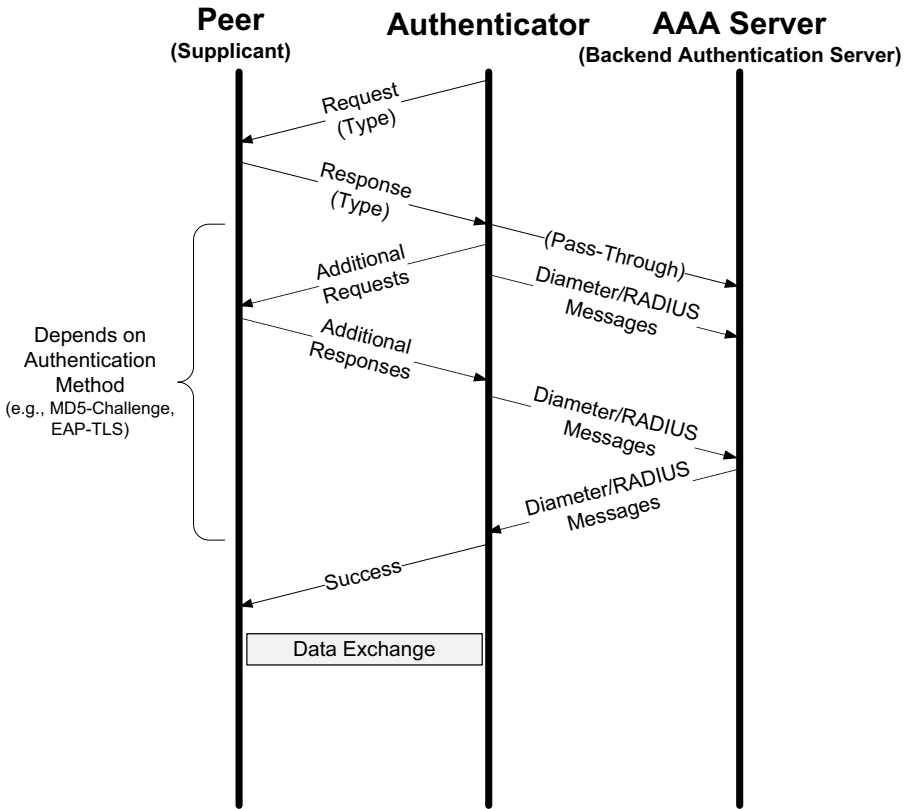 Peer
(Supplicant)
Authenticator
AAA Server
(Backend Authentication Server)
Request
(Type)
Response
(Type)
(Pass-Through)
Additional
Requests
Diameter/RADIUS
Messages
Additional
Responses
Depends on
Authentication
Method
(e.g., MD5-Challenge,
EAP-TLS)
Diameter/RADIUS
Messages
Diameter/RADIUS
Messages
Success
Data Exchange